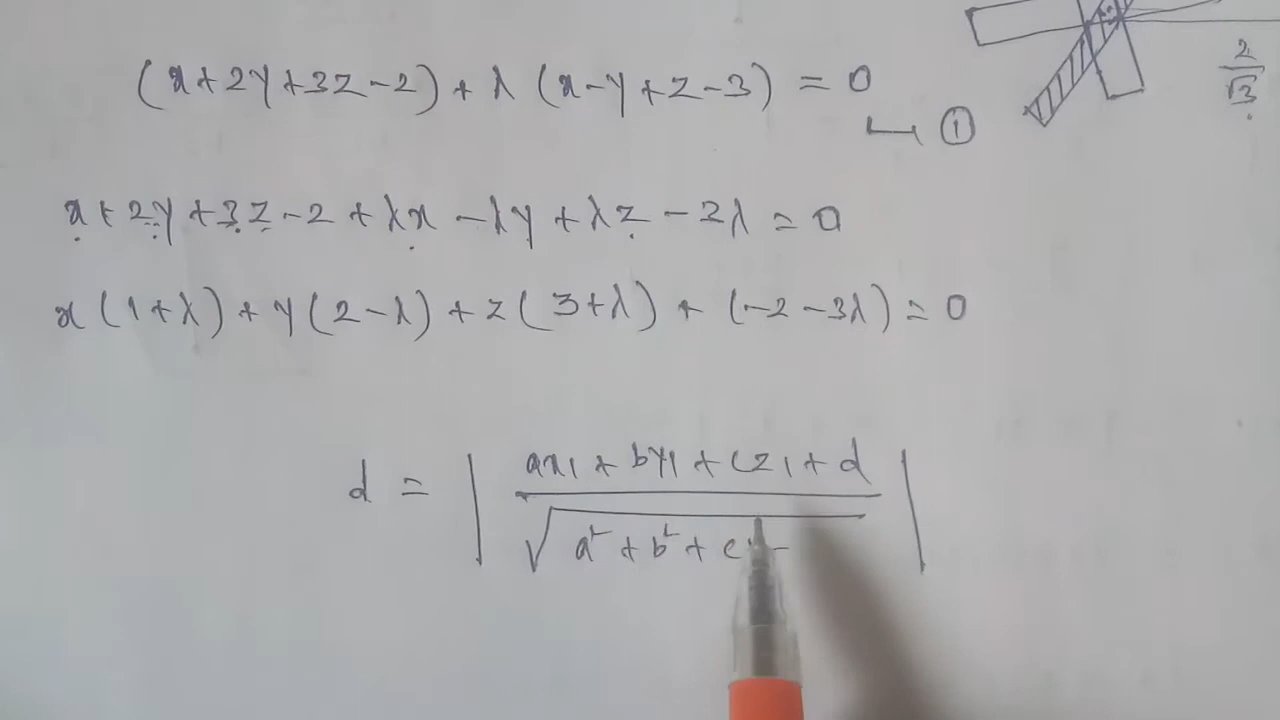 (x+2y+3z-2) + λ (x-y+z-3) = 0
① 
2/√3
x + 2y + 3z - 2 + λx - λy + λz - 3λ = 0
x (1+λ) + y (2-λ) + z (3+λ) + (-2-3λ) = 0
d = | ax₁ + by₁ + cz₁ + d
√a² + b² + c² |